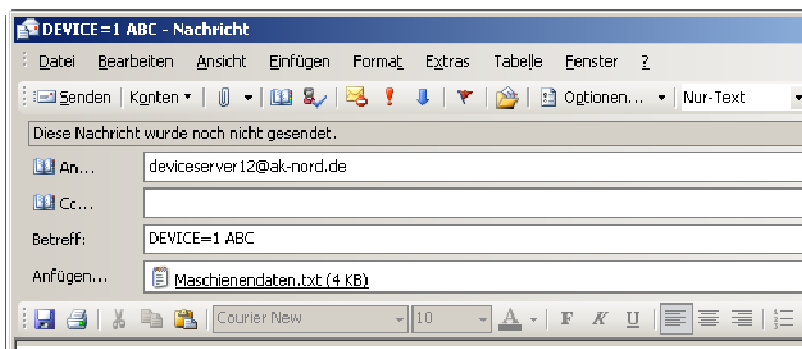 DEVICE=1 ABC - Nachricht
Datei Bearbeiten Ansicht Einfügen Format Extras Tabelle Fenster ?
Senden Konten Optionen... Nur-Text
Diese Nachricht wurde noch nicht gesendet.
An...
deviceserver12@ak-nord.de
Cc...
Betreff: DEVICE=1 ABC
Anfügen... Maschienendaten.txt (4 KB)
Courier New 10 A F K U